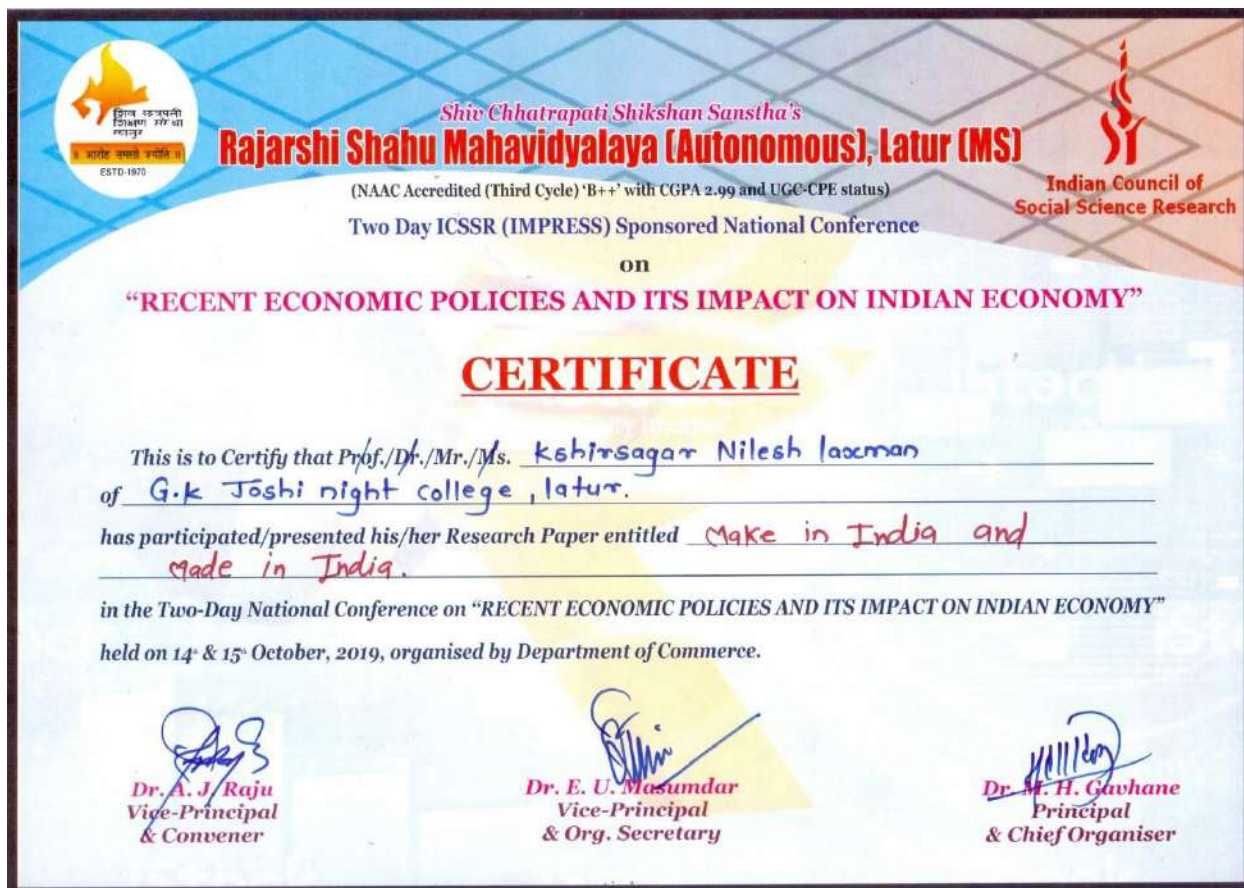 शिव छत्रपती
शिक्षण संस्था
लातूर
॥ आरोह तमसो ज्योति ॥
ESTD-1970
Shiv Chhatrapati Shikshan Sanstha's
Rajarshi Shahu Mahavidyalaya (Autonomous), Latur (MS)
(NAAC Accredited (Third Cycle) ‘B++’ with CGPA 2.99 and UGC-CPE status)
Indian Council of
Social Science Research
Two Day ICSSR (IMPRESS) Sponsored National Conference
on
“RECENT ECONOMIC POLICIES AND ITS IMPACT ON INDIAN ECONOMY”
CERTIFICATE
This is to Certify that Prof./Dr./Mr./Ms. Kshirsagar Nilesh laxman
of G.k Joshi night college, latur.
has participated/presented his/her Research Paper entitled Make in India and
Made in India.
in the Two-Day National Conference on “RECENT ECONOMIC POLICIES AND ITS IMPACT ON INDIAN ECONOMY”
held on 14th & 15th October, 2019, organised by Department of Commerce.
Dr. A. J. Raju
Vice-Principal
& Convener
Dr. E. U. Masumdar
Vice-Principal
& Org. Secretary
Dr. M. H. Gavhane
Principal
& Chief Organiser